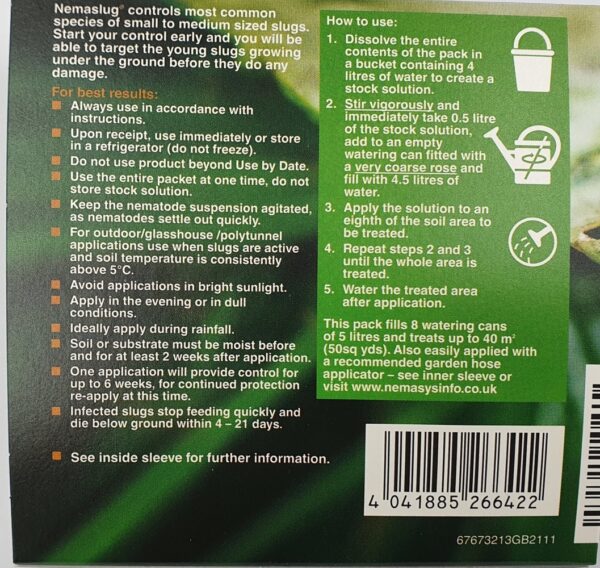 Nemaslug® controls most common
species of small to medium sized slugs.
Start your control early and you will be
able to target the young slugs growing
under the ground before they do any
damage.
For best results:
Always use in accordance with
instructions.
Upon receipt, use immediately or store
in a refrigerator (do not freeze).
Do not use product beyond Use by Date.
Use the entire packet at one time, do not
store stock solution.
Keep the nematode suspension agitated,
as nematodes settle out quickly.
For outdoor/glasshouse /polytunnel
applications use when slugs are active
and soil temperature is consistently
above 5°C.
Avoid applications in bright sunlight.
Apply in the evening or in dull
conditions.
Ideally apply during rainfall.
Soil or substrate must be moist before
and for at least 2 weeks after application.
One application will provide control for
up to 6 weeks, for continued protection
re-apply at this time.
Infected slugs stop feeding quickly and
die below ground within 4 – 21 days.
See inside sleeve for further information.
How to use:
1. Dissolve the entire
contents of the pack in
a bucket containing 4
litres of water to create a
stock solution.
2. Stir vigorously and
immediately take 0.5 litre
of the stock solution,
add to an empty
watering can fitted with
a very coarse rose and
fill with 4.5 litres of
water.
3. Apply the solution to an
eighth of the soil area to
be treated.
4. Repeat steps 2 and 3
until the whole area is
treated.
5. Water the treated area
after application.
This pack fills 8 watering cans
of 5 litres and treats up to 40 m²
(50sq yds). Also easily applied with
a recommended garden hose
applicator – see inner sleeve or
visit www.nemasysinfo.co.uk
4 041885 266422
67673213GB2111